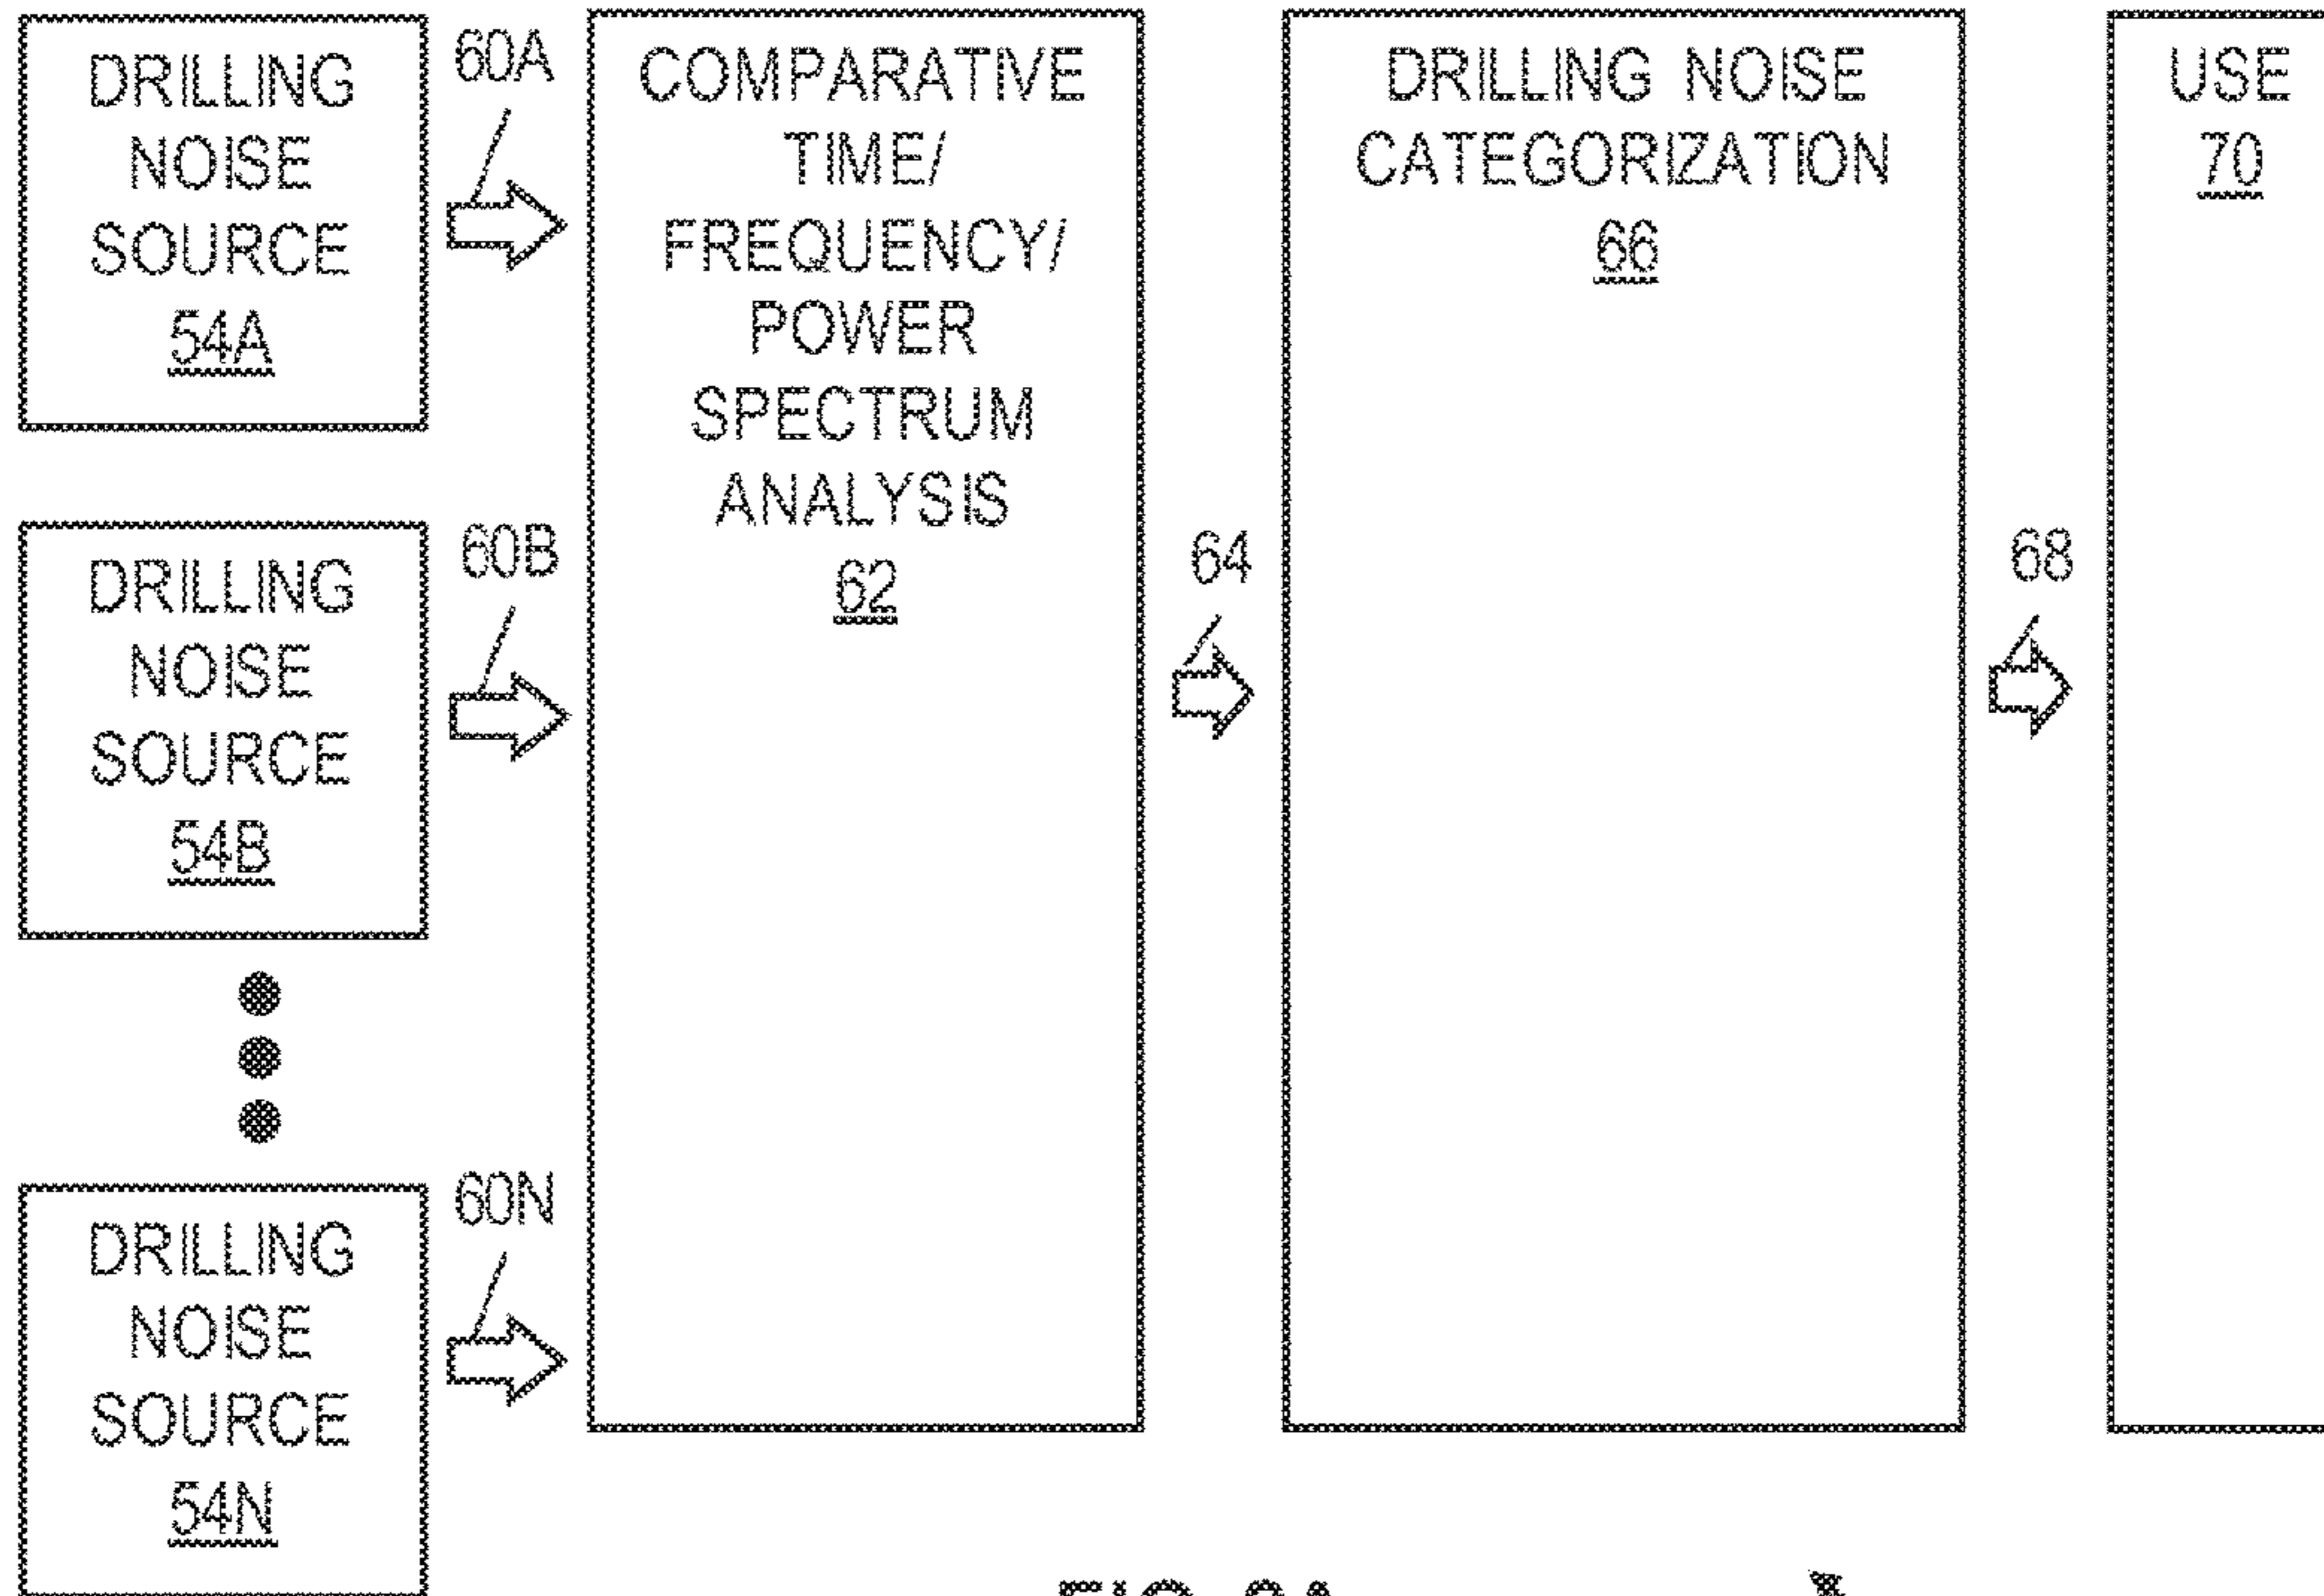 DRILLING
NOISE
SOURCE
54A
60A
DRILLING
NOISE
SOURCE
54B
60B
DRILLING
NOISE
SOURCE
54N
60N
COMPARATIVE
TIME/
FREQUENCY/
POWER
SPECTRUM
ANALYSIS
62
64
DRILLING NOISE
CATEGORIZATION
66
68
USE
70